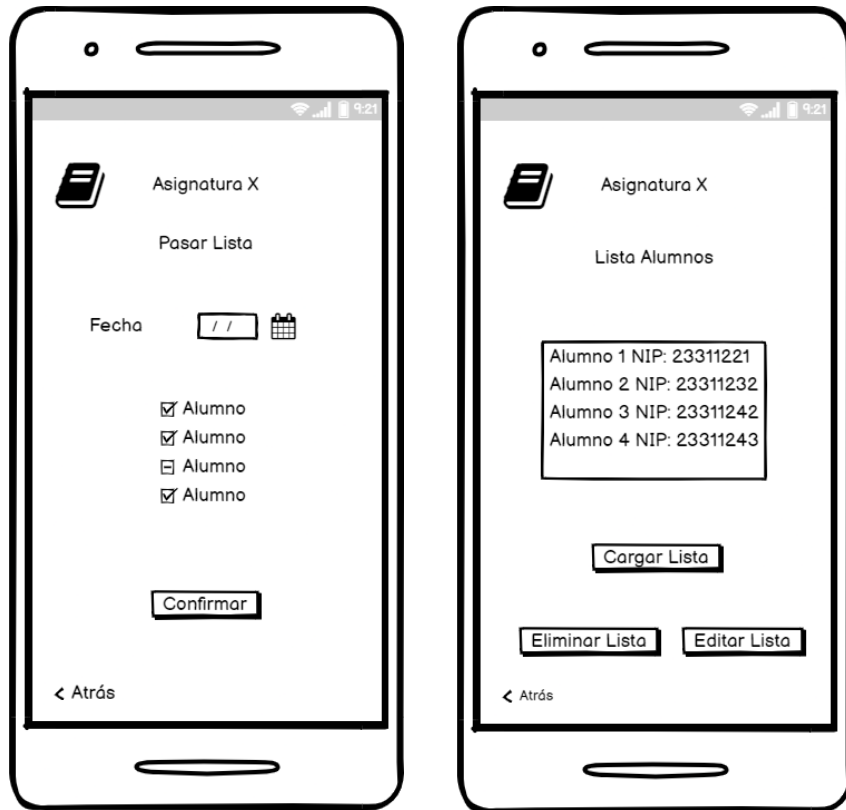 9:21
Asignatura X
Pasar Lista
Fecha / /
Alumno
Alumno
Alumno
Alumno
Confirmar
< Atrás
9:21
Asignatura X
Lista Alumnos
Alumno 1 NIP: 23311221
Alumno 2 NIP: 23311232
Alumno 3 NIP: 23311242
Alumno 4 NIP: 23311243
Cargar Lista
Eliminar Lista Editar Lista
< Atrás